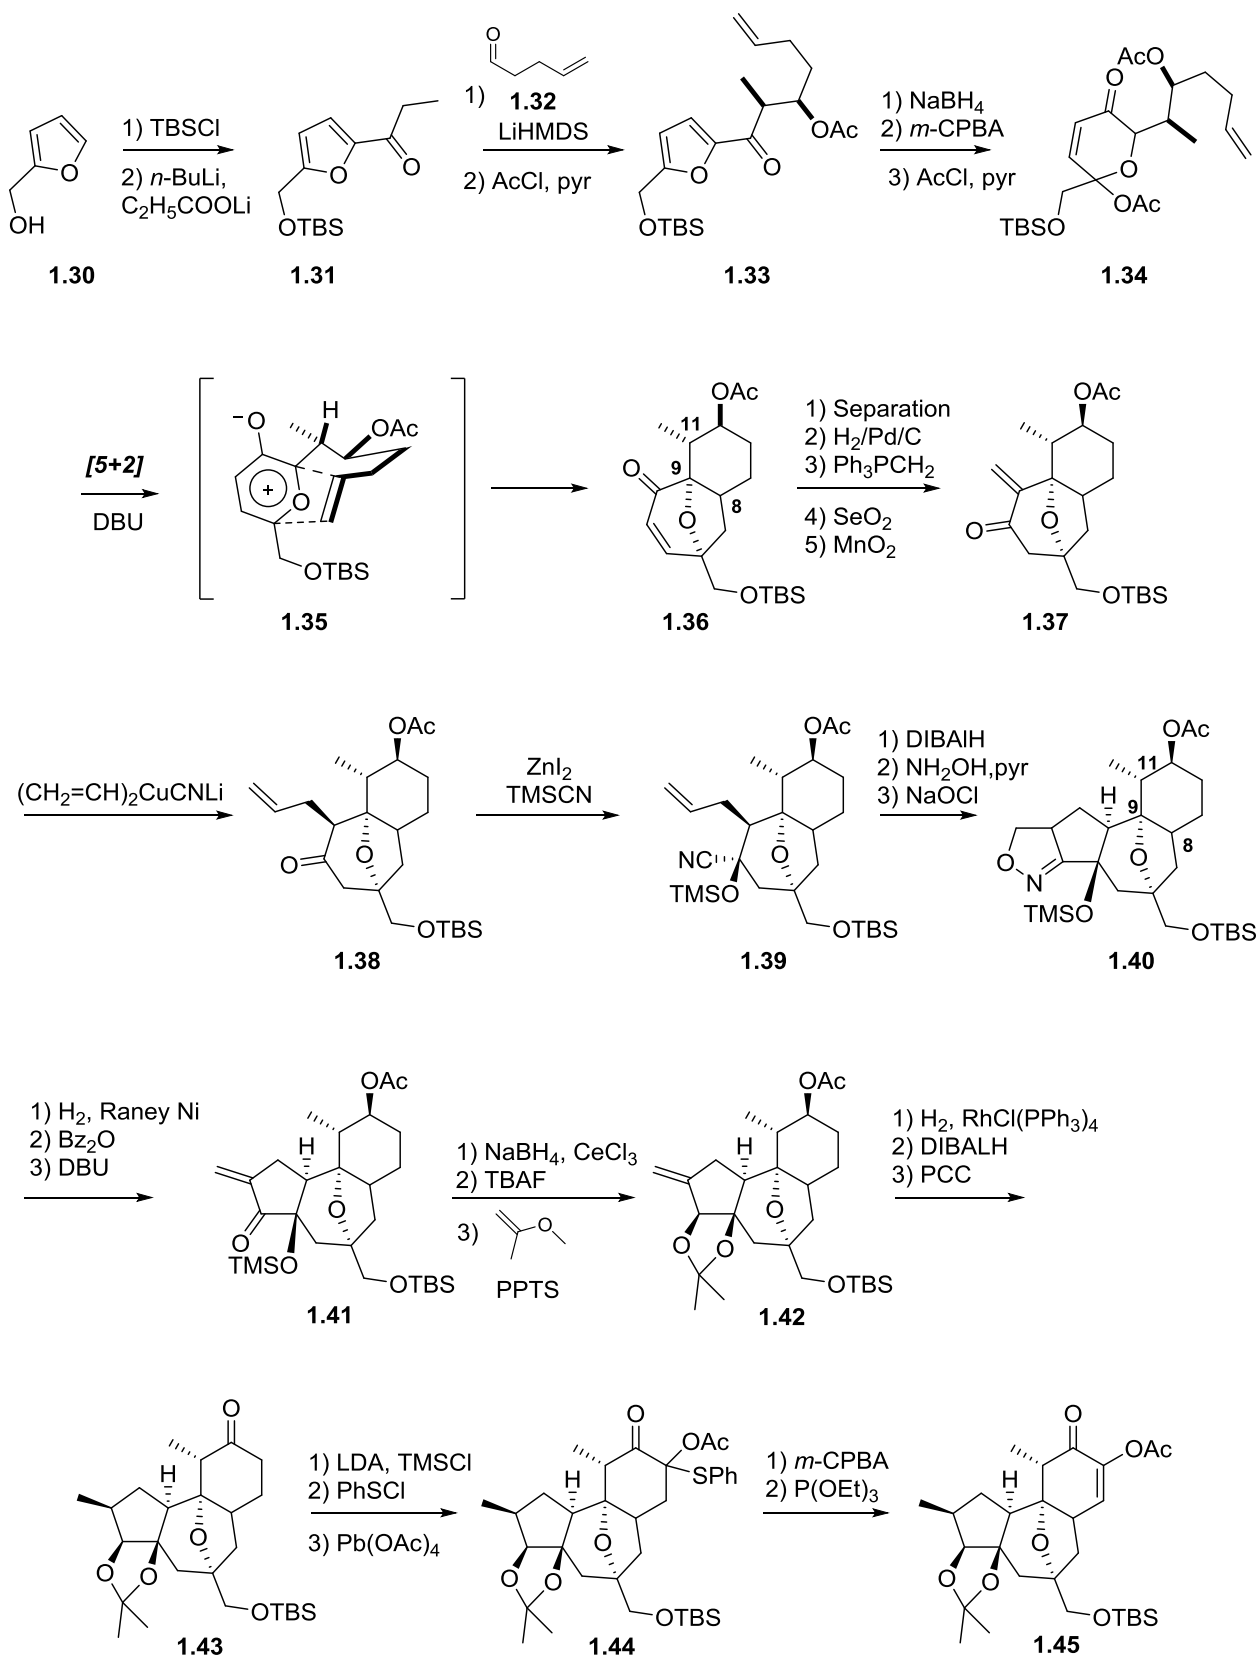 O
1) TBSCl
2) n-BuLi,
C2H5COOLi
O
OH
1.30
O
O
OTBS
1.31
O
1)
1.32
LiHMDS
2) AcCl, pyr
O
O
OAc
OTBS
1.33
1) NaBH4
2) m-CPBA
3) AcCl, pyr
AcO
O
O
OAc
TBSO
1.34
[5+2]
DBU
− O
H
OAc
+
O
OTBS
1.35
OAc
11
9
O
O
8
OTBS
1.36
1) Separation
2) H2/Pd/C
3) Ph3PCH2
4) SeO2
5) MnO2
OAc
O
O
OTBS
1.37
(CH2=CH)2CuCNLi
OAc
O
O
OTBS
1.38
ZnI2
TMSCN
OAc
NC
O
TMSO
OTBS
1.39
1) DIBAlH
2) NH2OH,pyr
3) NaOCl
OAc
11
H
9
8
O
N
O
TMSO
OTBS
1.40
1) H2, Raney Ni
2) Bz2O
3) DBU
OAc
H
O
O
TMSO
OTBS
1.41
1) NaBH4, CeCl3
2) TBAF
3)
O
PPTS
OAc
H
O
O
O
OTBS
1.42
1) H2, RhCl(PPh3)4
2) DIBALH
3) PCC
O
H
O
O
O
OTBS
1.43
1) LDA, TMSCl
2) PhSCl
3) Pb(OAc)4
O
OAc
SPh
H
O
O
O
OTBS
1.44
1) m-CPBA
2) P(OEt)3
O
OAc
H
O
O
O
OTBS
1.45